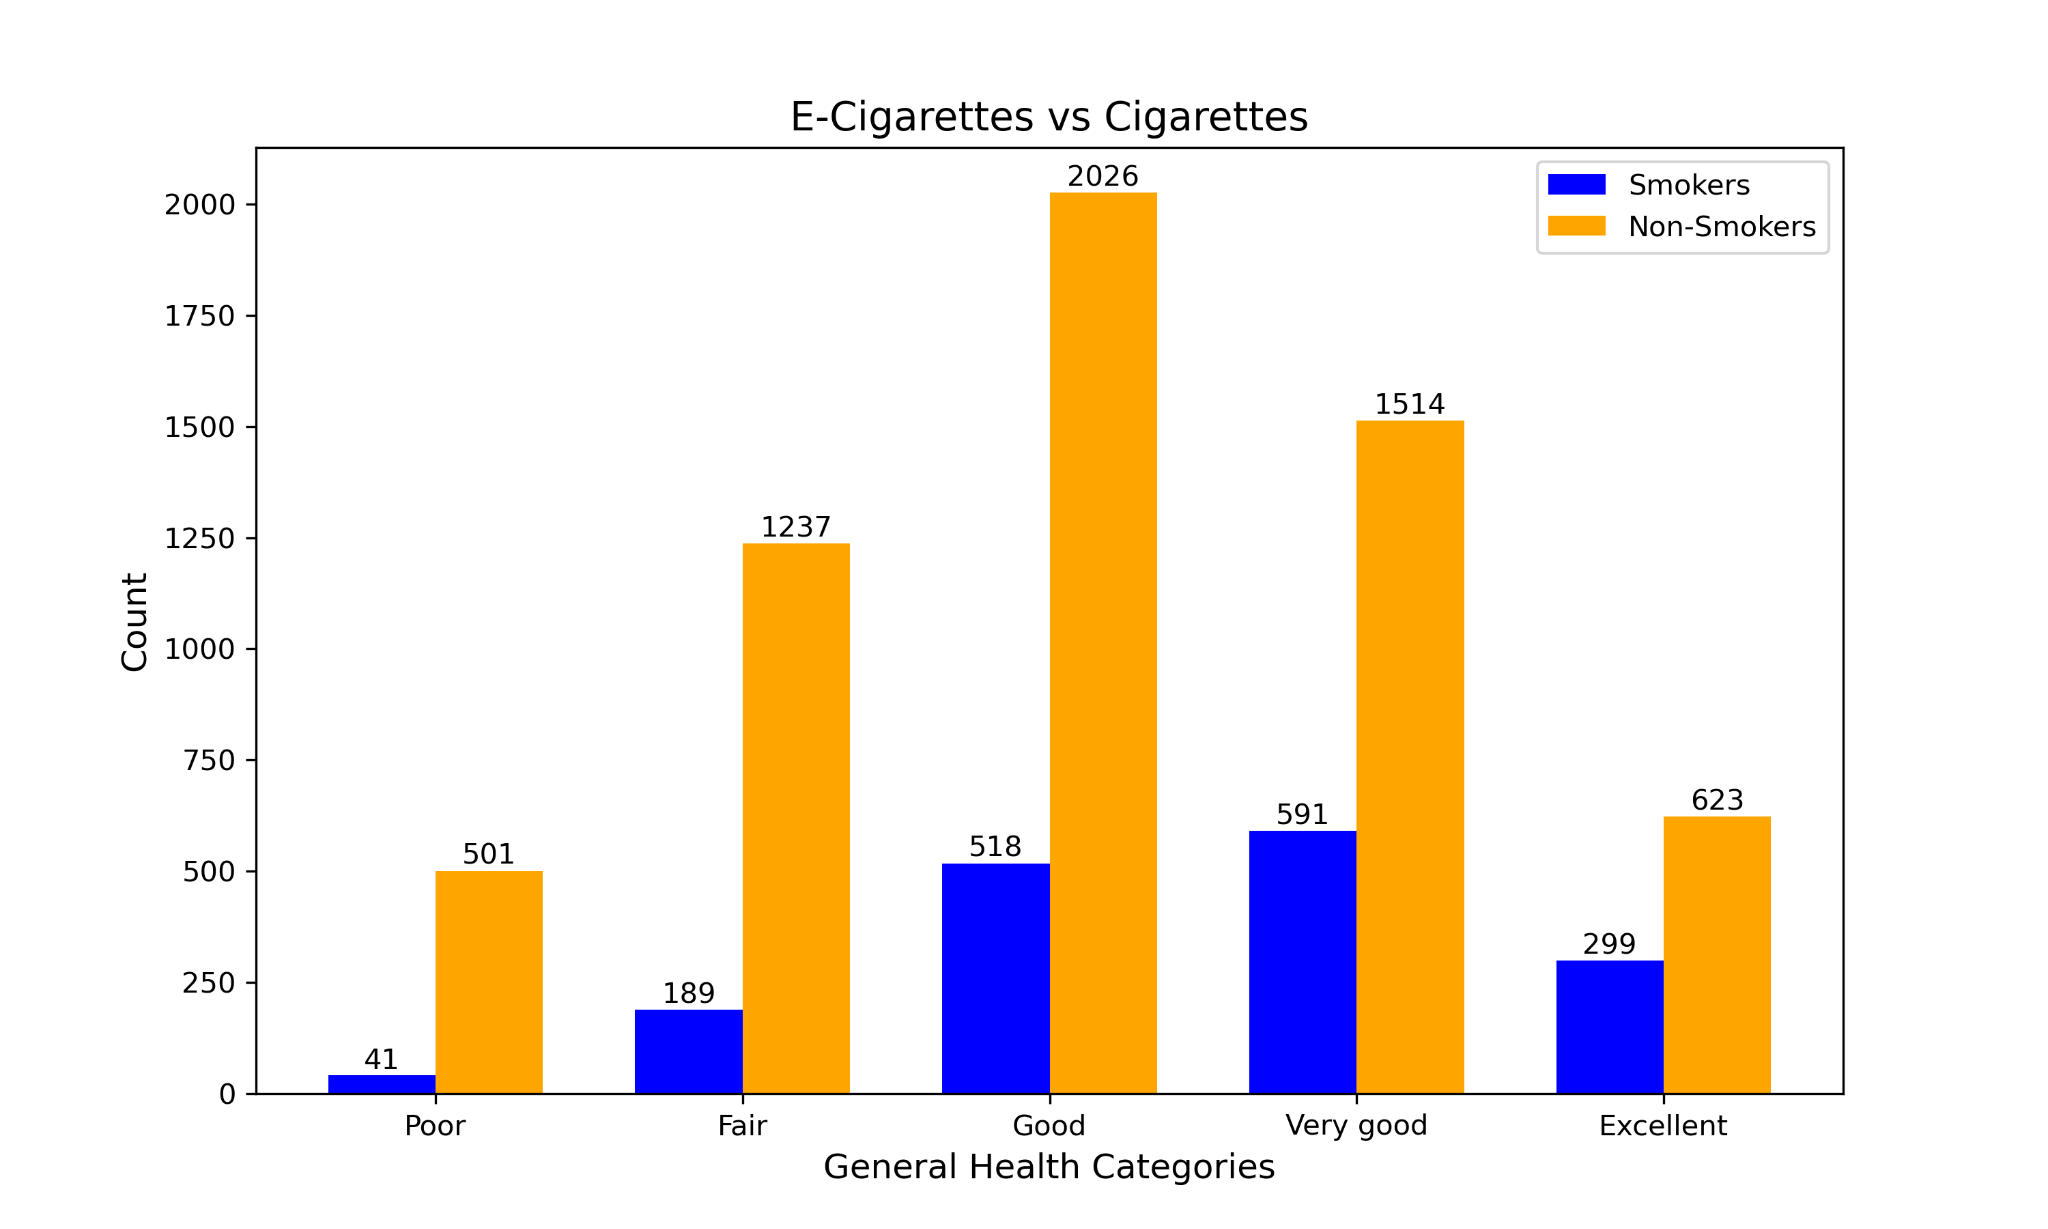 E-Cigarettes vs Cigarettes
Smokers
Non-Smokers
2000
1750
1500
1250
1000
750
500
250
0
Count
41
501
189
1237
518
2026
591
1514
299
623
Poor
Fair
Good
Very good
Excellent
General Health Categories